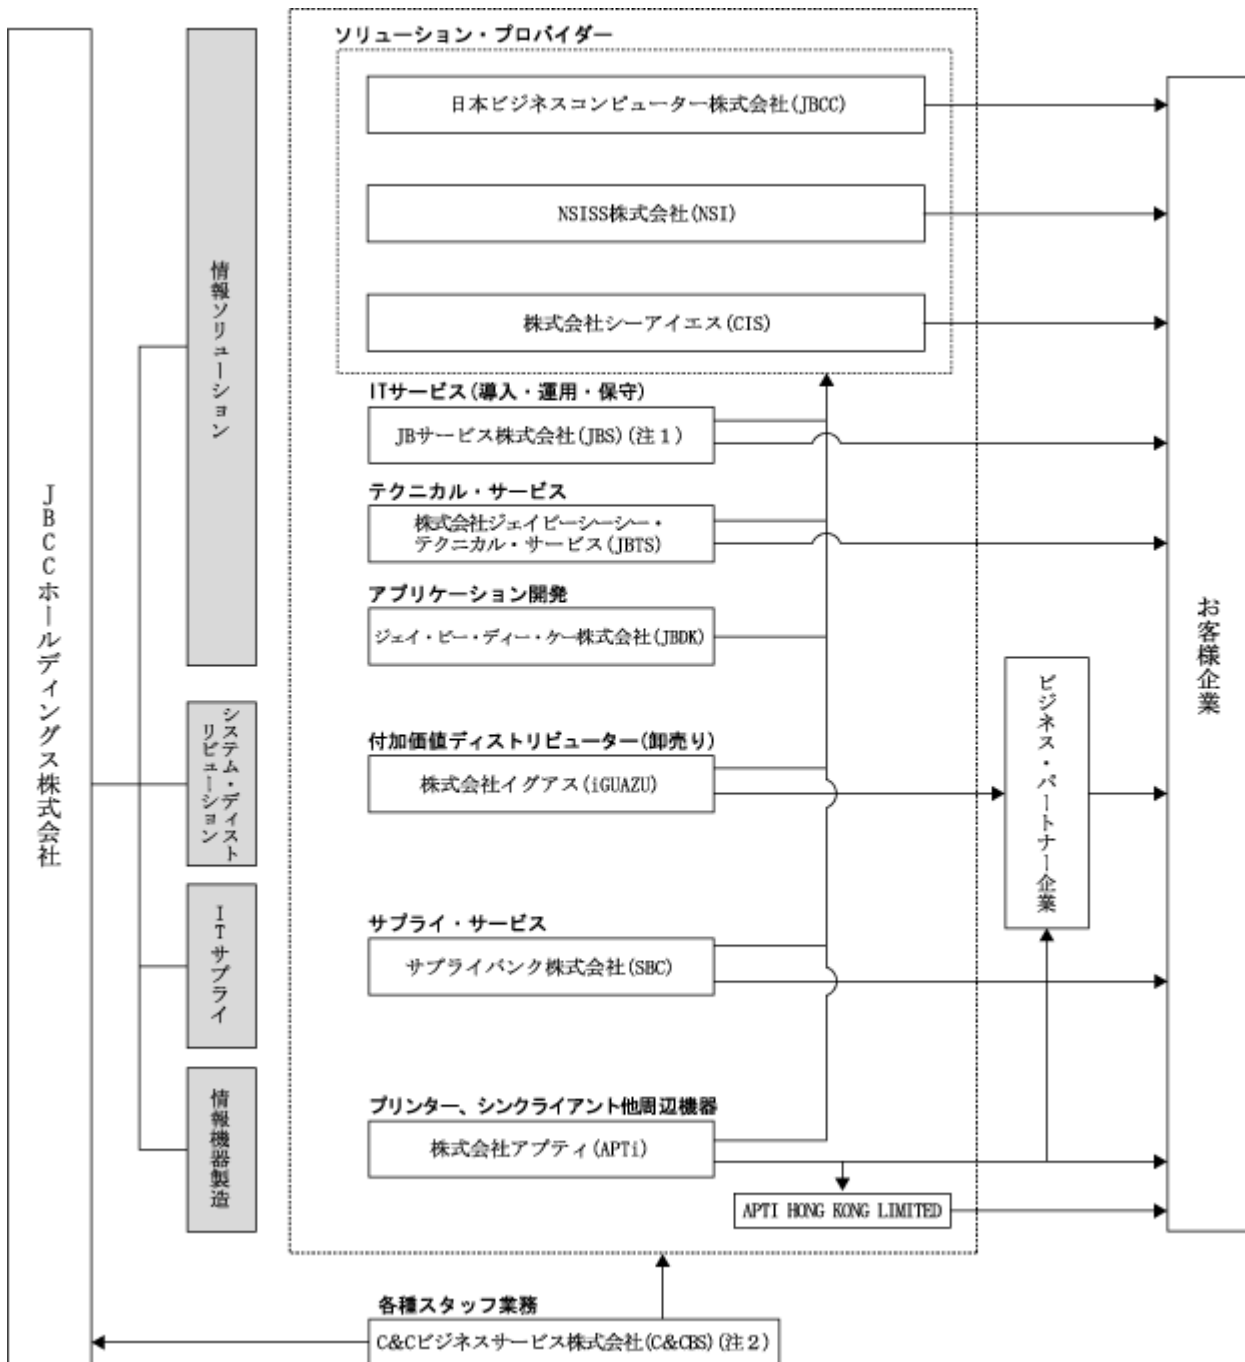 JBCCホールディングス株式会社
情報ソリューション
システム・ディスト
リビューション
ITサプライ
情報機器製造
ソリューション・プロバイダー
日本ビジネスコンピューター株式会社(JBCC)
NSISS株式会社(NSI)
株式会社シーアイエス(CIS)
ITサービス(導入・運用・保守)
JBサービス株式会社(JBS)(注１)
テクニカル・サービス
株式会社ジェイビーシーシー・
テクニカル・サービス(JBTS)
アプリケーション開発
ジェイ・ビー・ディー・ケー株式会社(JBDK)
付加価値ディストリビューター(卸売り)
株式会社イグアス(iGUAZU)
サプライ・サービス
サプライバンク株式会社(SBC)
プリンター、シンクライアント他周辺機器
株式会社アプティ(APTi)
APTI HONG KONG LIMITED
ビジネス・パートナー企業
お客様企業
各種スタッフ業務
C&Cビジネスサービス株式会社(C&CBS)(注２)